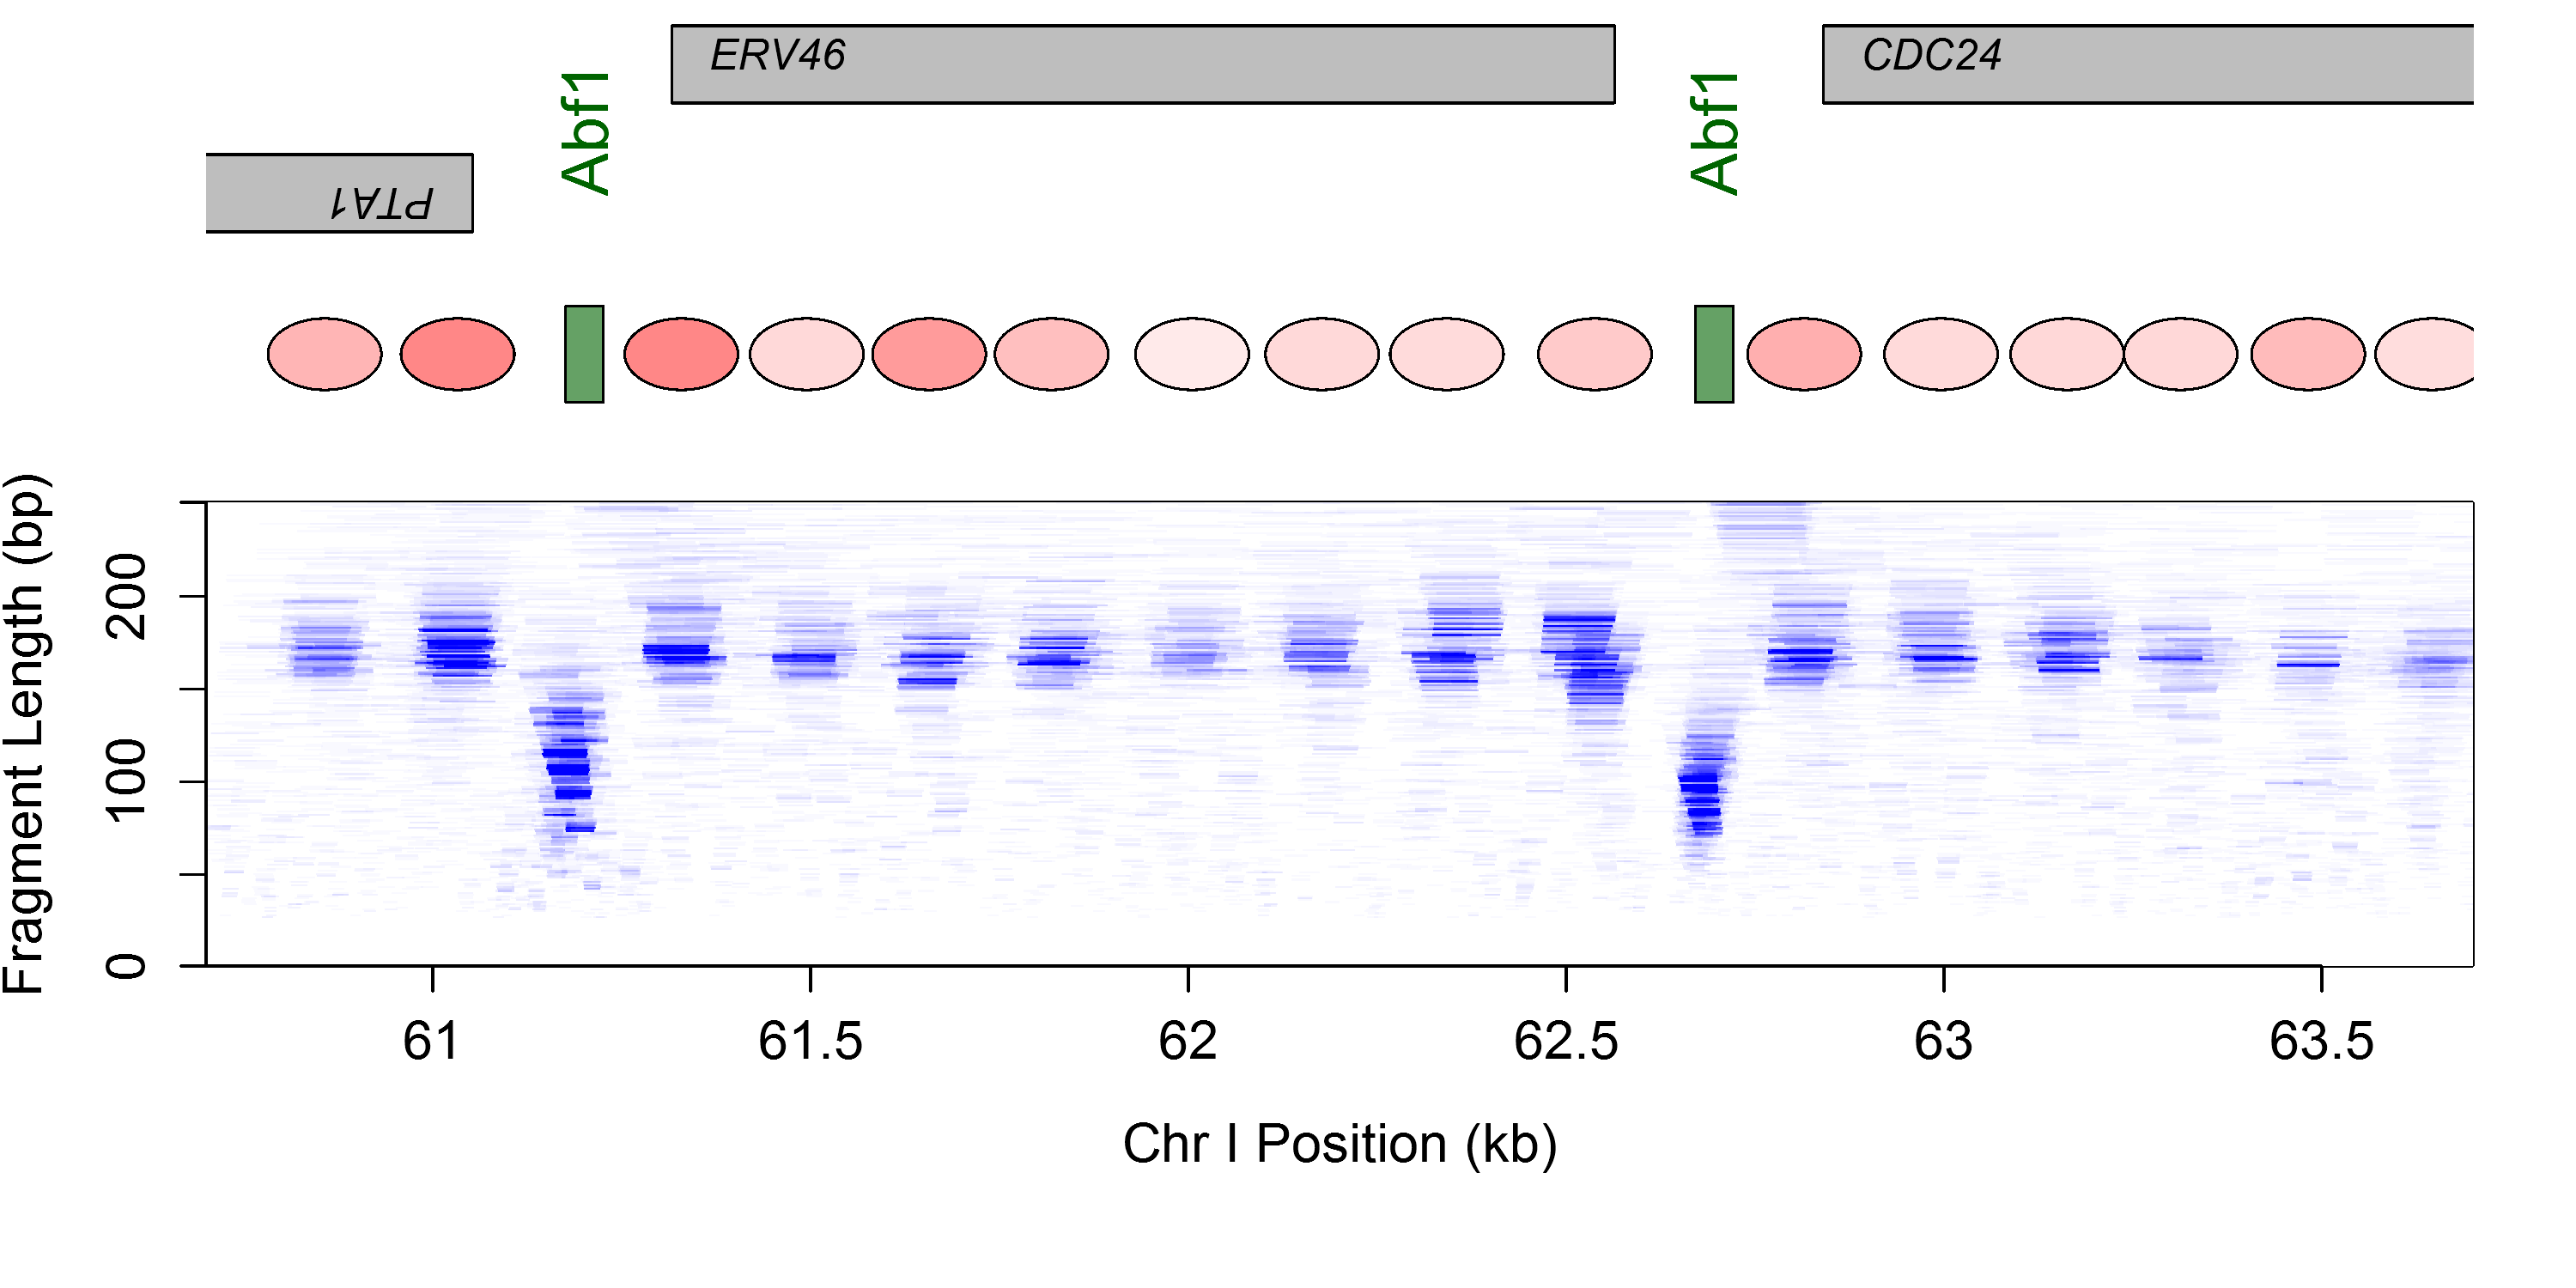 ERV46
CDC24
Abf1
Abf1
PTA1
Fragment Length (bp)
200
100
0
61
61.5
62
62.5
63
63.5
Chr I Position (kb)